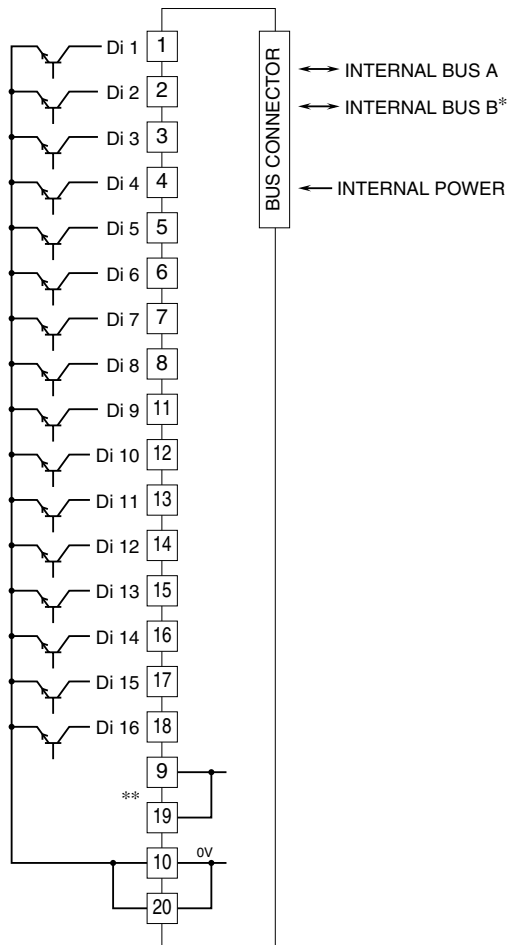 Di 1 1
Di 2 2
Di 3 3
Di 4 4
Di 5 5
Di 6 6
Di 7 7
Di 8 8
Di 9 11
Di 10 12
Di 11 13
Di 12 14
Di 13 15
Di 14 16
Di 15 17
Di 16 18
9
**
19
10 0V
20
BUS CONNECTOR
INTERNAL BUS A
INTERNAL BUS B*
INTERNAL POWER